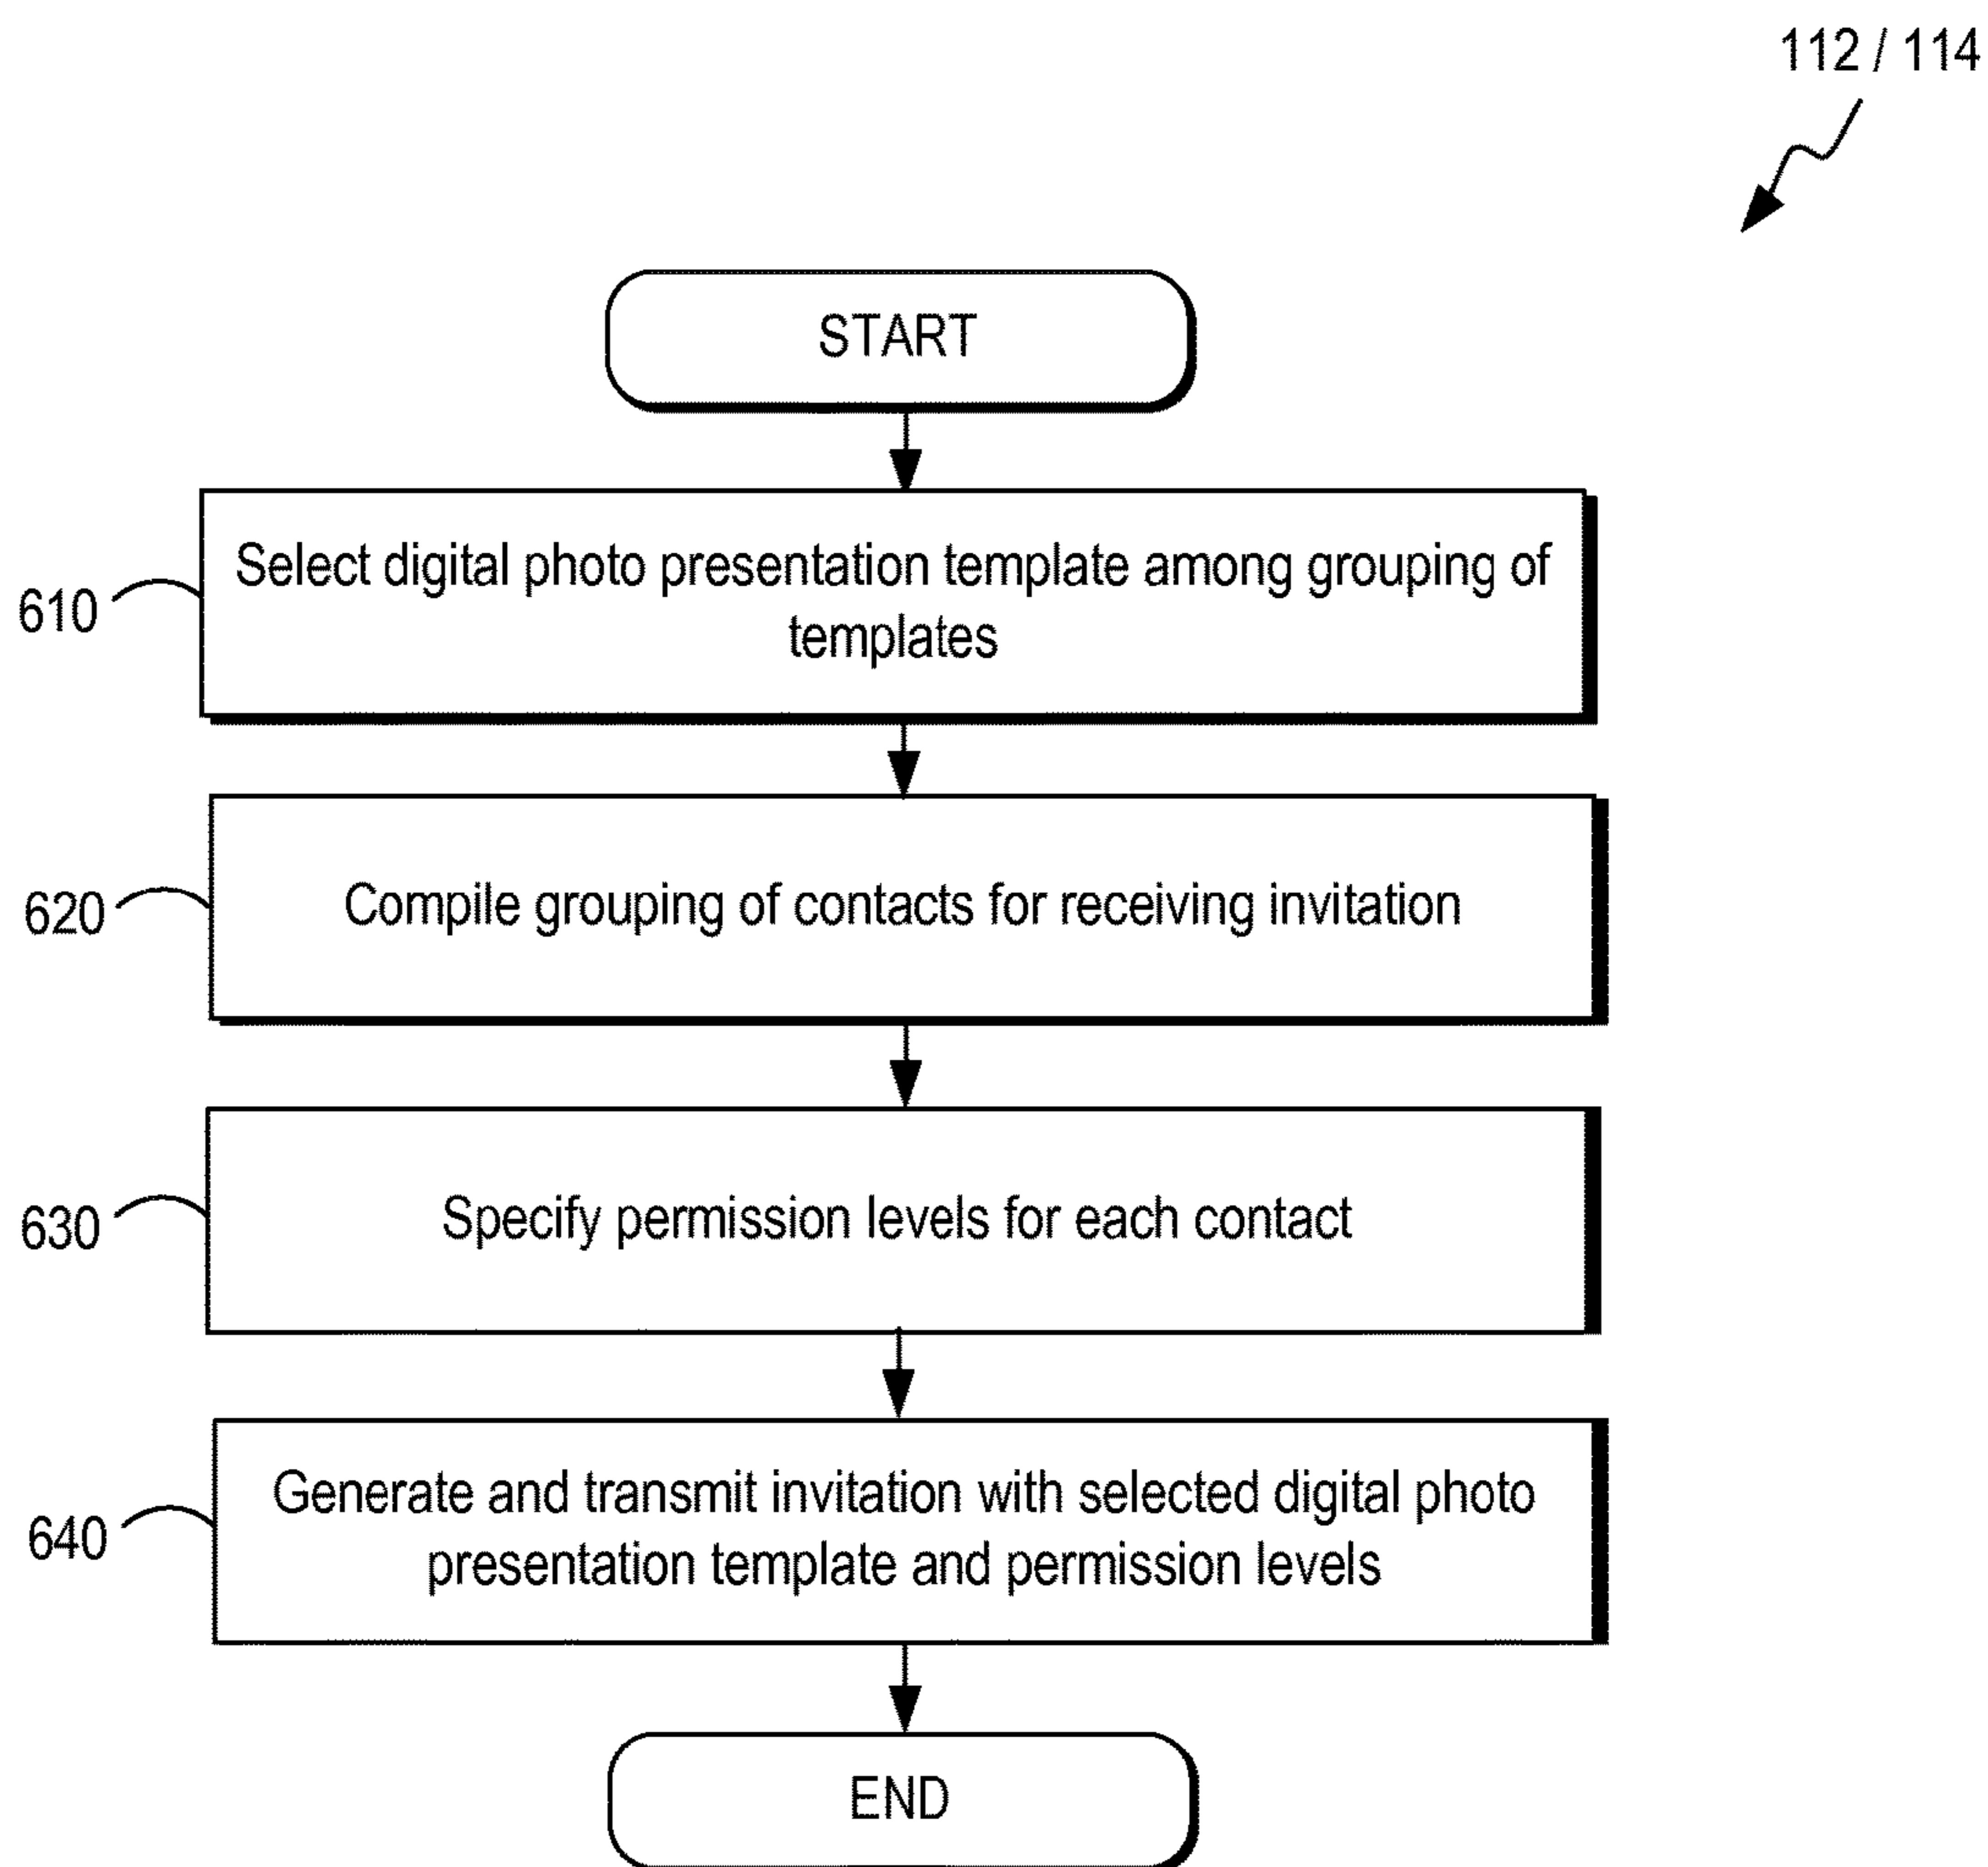 112 / 114
START
610
Select digital photo presentation template among grouping of
templates
620
Compile grouping of contacts for receiving invitation
630
Specify permission levels for each contact
640
Generate and transmit invitation with selected digital photo
presentation template and permission levels
END